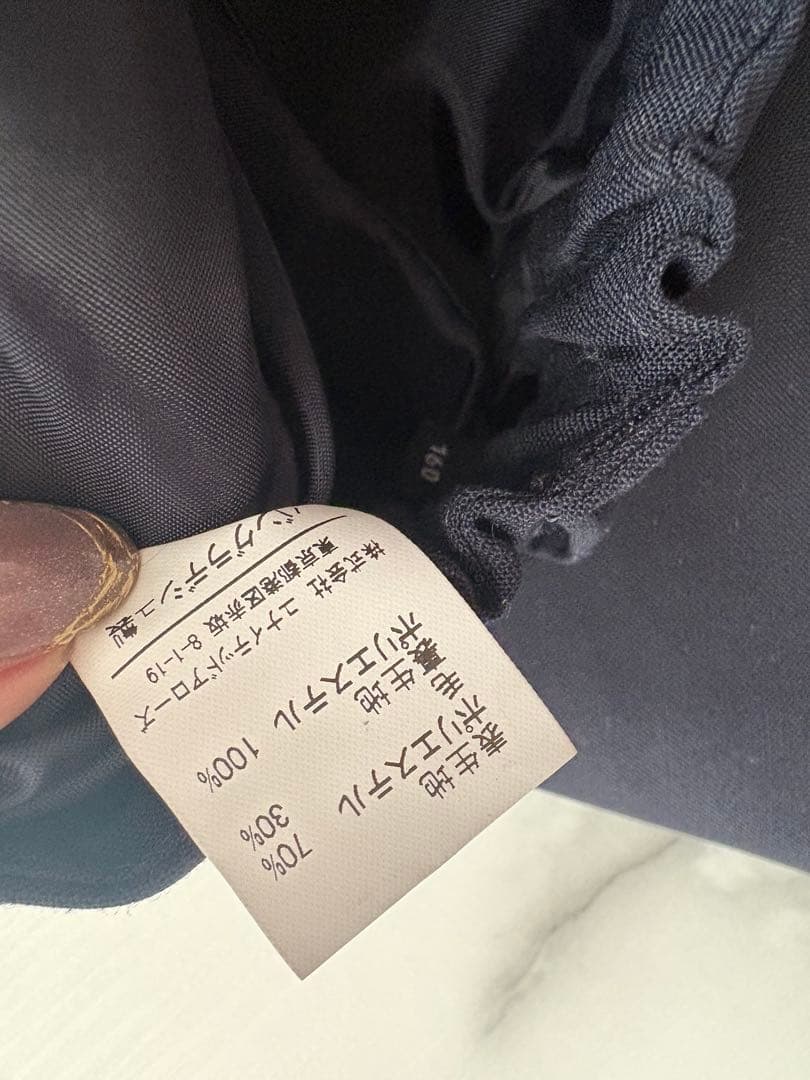 表生地
ポリエステル 70%
毛 30%
裏生地
ポリエステル 100%
株式会社 ユナイテッドアローズ
東京都港区赤坂 8-1-19
バングラデシュ製
160